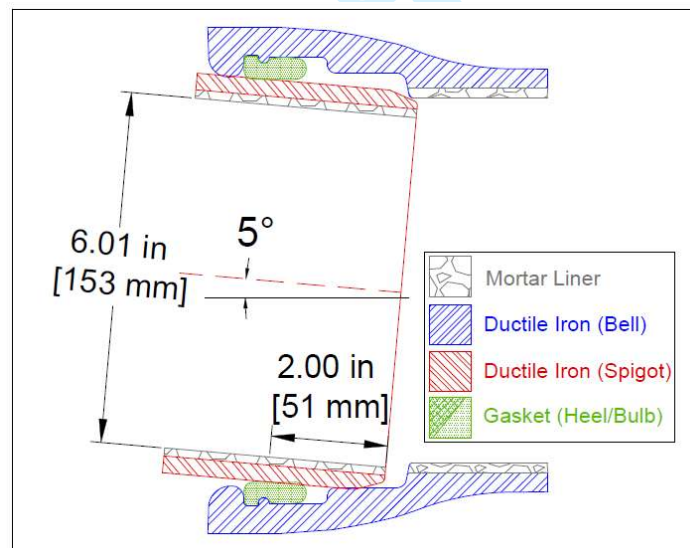 6.01 in
[153 mm]
5°
2.00 in
[51 mm]
Mortar Liner
Ductile Iron (Bell)
Ductile Iron (Spigot)
Gasket (Heel/Bulb)